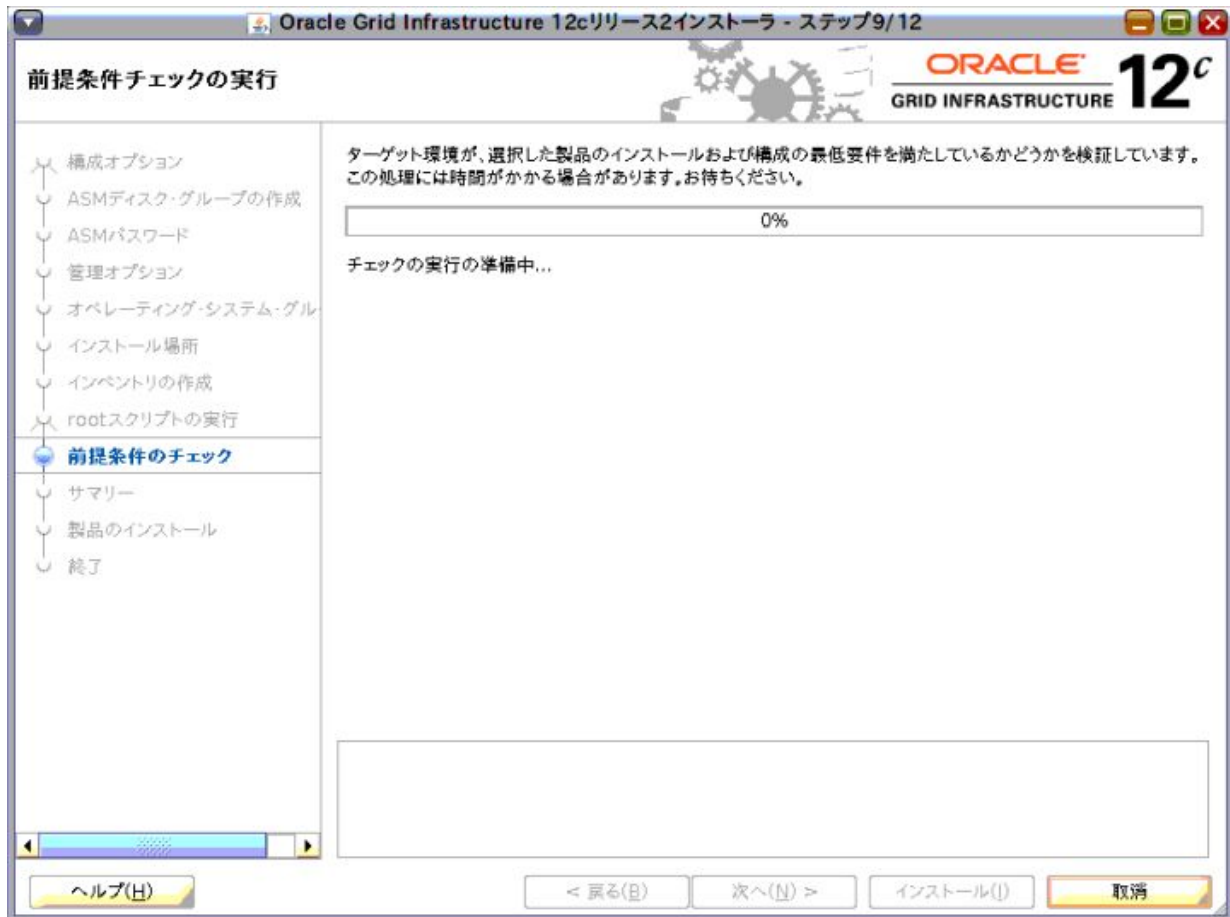 Oracle Grid Infrastructure 12cリリース2インストーラ - ステップ9/12
前提条件チェックの実行
ORACLE
GRID INFRASTRUCTURE
12c
構成オプション
ASMディスク・グループの作成
ASMパスワード
管理オプション
オペレーティング・システム・グル
インストール場所
インベントリの作成
rootスクリプトの実行
前提条件のチェック
サマリー
製品のインストール
終了
ターゲット環境が、選択した製品のインストールおよび構成の最低要件を満たしているかどうかを検証しています。
この処理には時間がかかる場合があります。お待ちください。
0%
チェックの実行の準備中...
ヘルプ(H)
< 戻る(B)
次へ(N) >
インストール(I)
取消